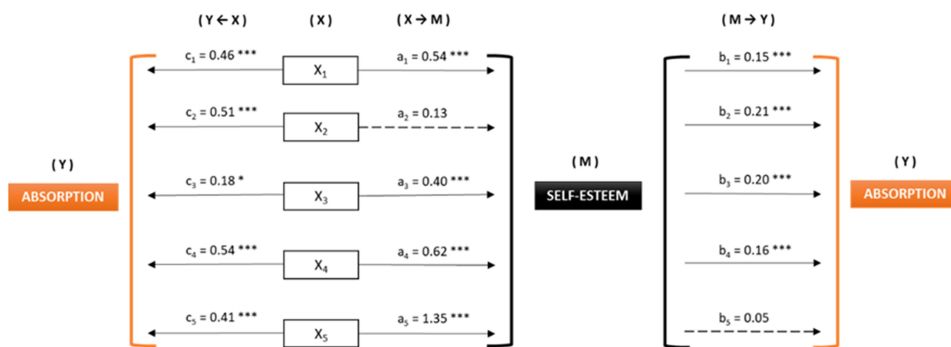 ( Y ← X ) ( X ) ( X → M ) ( M → Y )
c1 = 0.46 *** X1 a1 = 0.54 *** b1 = 0.15 ***
c2 = 0.51 *** X2 a2 = 0.13 b2 = 0.21 ***
( Y ) ( M ) ( Y )
c3 = 0.18 * X3 a3 = 0.40 *** b3 = 0.20 ***
ABSORPTION SELF-ESTEEM ABSORPTION
c4 = 0.54 *** X4 a4 = 0.62 *** b4 = 0.16 ***
c5 = 0.41 *** X5 a5 = 1.35 *** b5 = 0.05